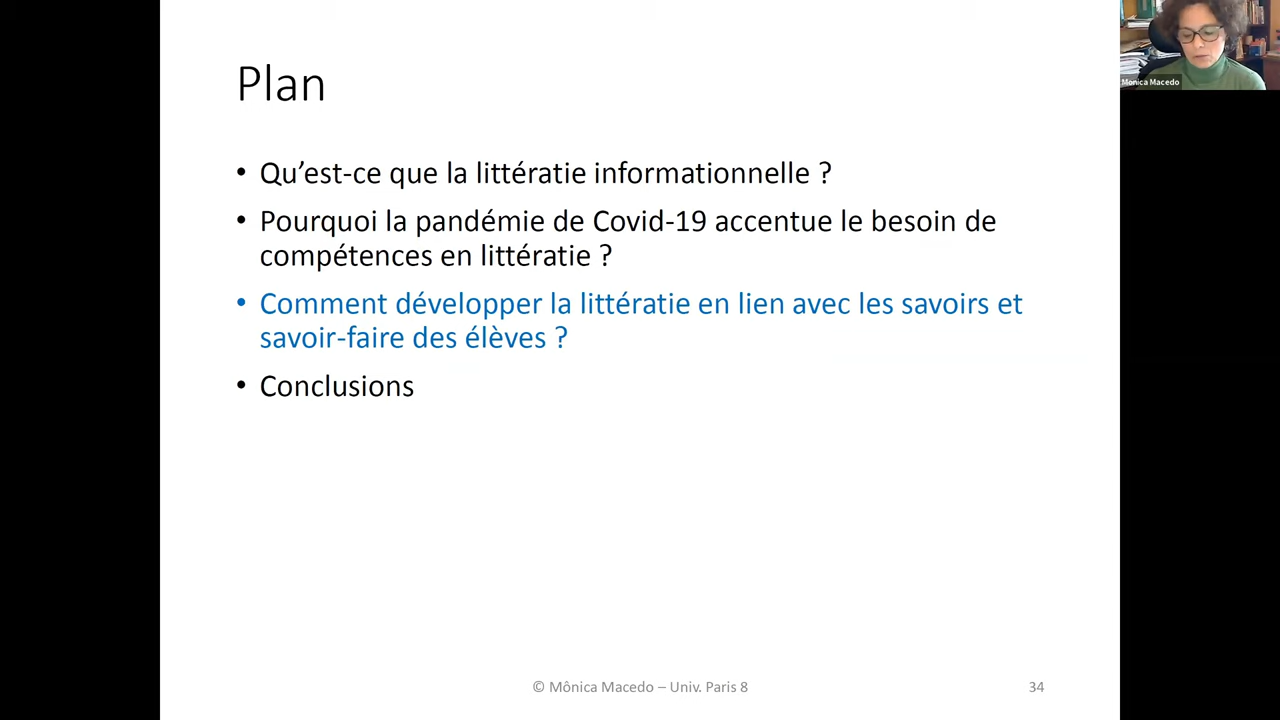 Plan
• Qu’est-ce que la littératie informationnelle ?
• Pourquoi la pandémie de Covid-19 accentue le besoin de
compétences en littératie ?
• Comment développer la littératie en lien avec les savoirs et
savoir-faire des élèves ?
• Conclusions
© Mônica Macedo – Univ. Paris 8
34
Monica Macedo